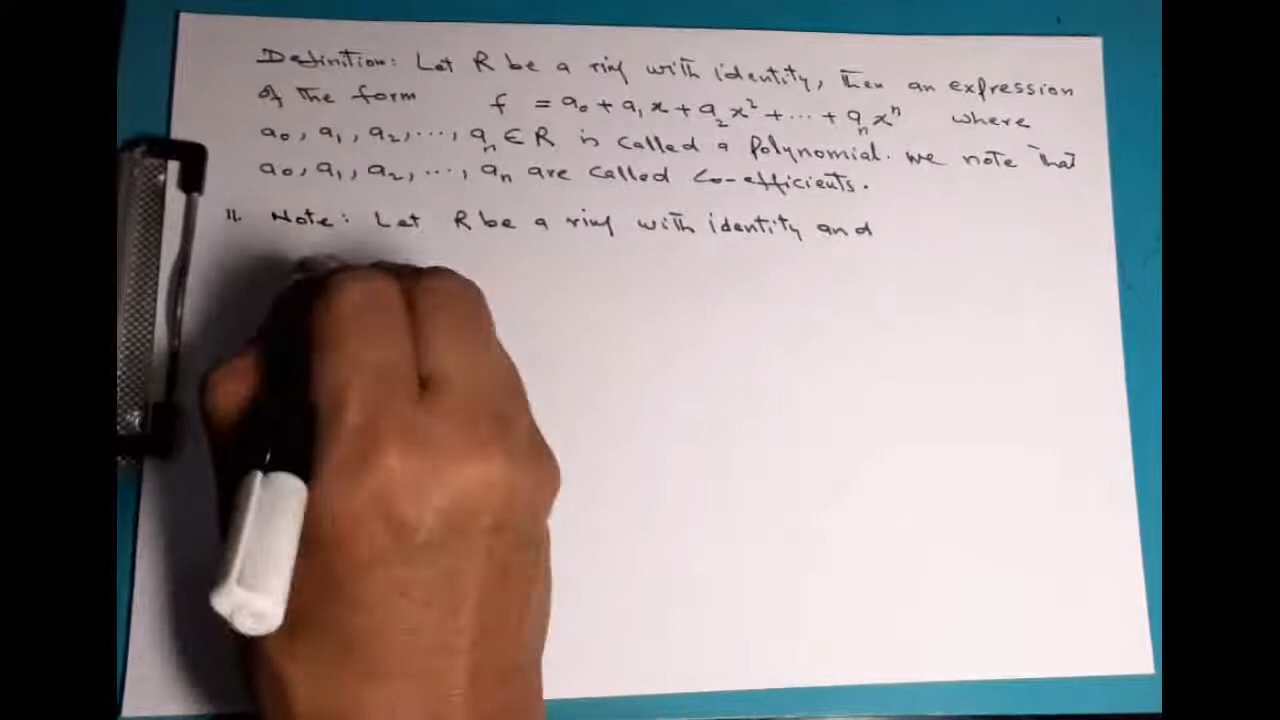 Definition: Let R be a ring with identity, then an expression
of the form f = a₀ + a₁x + a₂x² + ... + aₙxⁿ where
a₀, a₁, a₂, ..., aₙ ∈ R is called a polynomial. we note that
a₀, a₁, a₂, ..., aₙ are called co-efficients.
11. Note: Let R be a ring with identity and